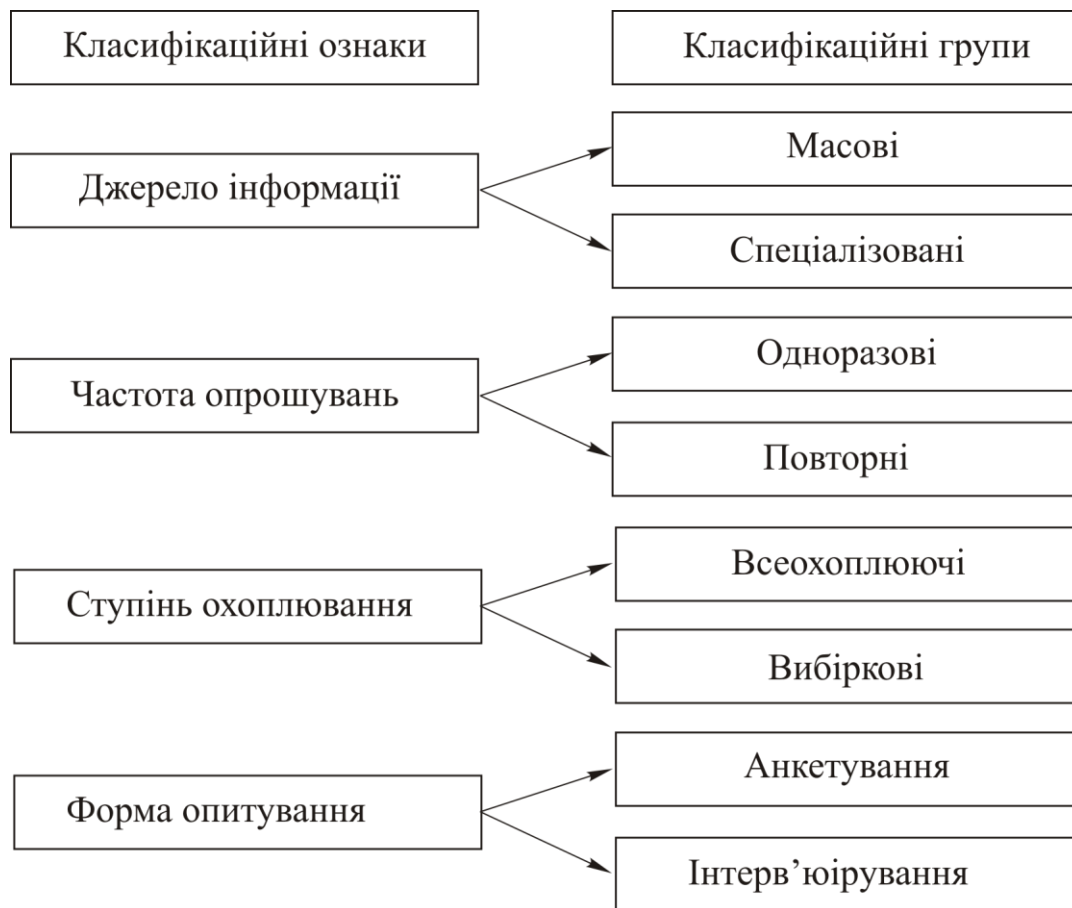 Класифікаційні ознаки
Класифікаційні групи
Джерело інформації
Масові
Спеціалізовані
Частота опрошувань
Одноразові
Повторні
Ступінь охоплювання
Всеохоплюючі
Вибіркові
Форма опитування
Анкетування
Інтерв’юірування